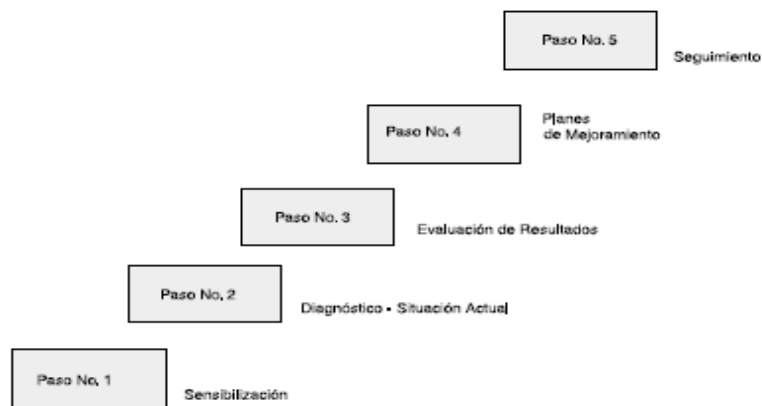 Paso No. 5
Seguimiento
Paso No. 4
Planes
de Mejoramiento
Paso No. 3
Evaluación de Resultados
Paso No. 2
Diagnóstico - Situación Actual
Paso No. 1
Sensibilización